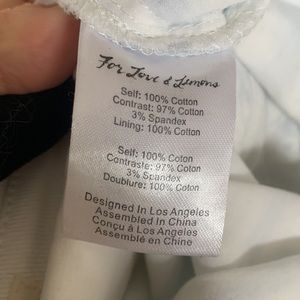 For Love & Lemons
Self: 100% Cotton
Contrast: 97% Cotton
3% Spandex
Lining: 100% Cotton
Self: 100% Coton
Contraste: 97% Coton
3% Spandex
Doublure: 100% Coton
Designed In Los Angeles
Assembled In China
Conçu à Los Angeles
Assemblé en Chine